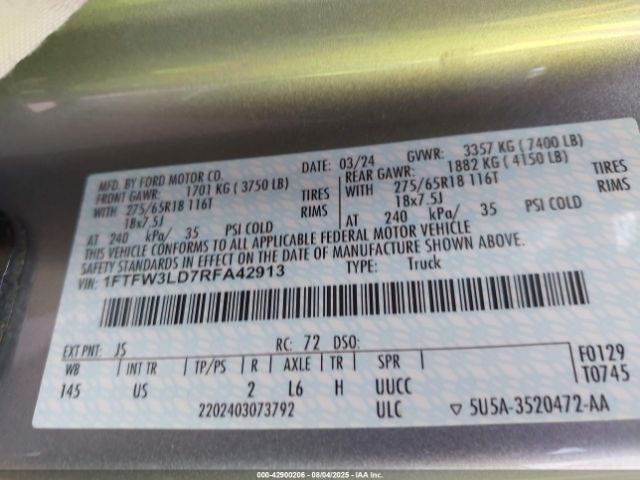 MFD. BY FORD MOTOR CO.
DATE: 03/24 GVWR: 3357 KG ( 7400 LB)
FRONT GAWR: 1701 KG ( 3750 LB) REAR GAWR: 1882 KG ( 4150 LB)
WITH 275/65R18 116T TIRES WITH 275/65R18 116T TIRES
18x7.5J RIMS 18x7.5J RIMS
AT 240 kPa/ 35 PSI COLD AT 240 kPa/ 35 PSI COLD
THIS VEHICLE CONFORMS TO ALL APPLICABLE FEDERAL MOTOR VEHICLE
SAFETY STANDARDS IN EFFECT ON THE DATE OF MANUFACTURE SHOWN ABOVE.
VIN: 1FTFW3LD7RFA42913 TYPE: Truck
EXT PNT: JS RC: 72 DSO: F0129
WB INT TR TP/PS R AXLE TR SPR T0745
145 US 2 L6 H UUCC
2202403073792 ULC ▽ 5U5A-3520472-AA
000-42900206 - 08/04/2025 - IAAI, Inc.